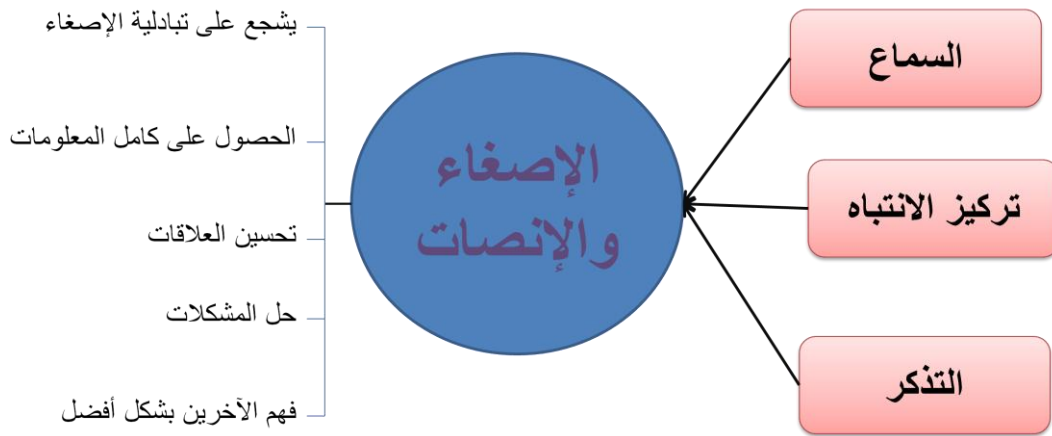 السماع
تركيز الانتباه
التذكر
الإصغاء
والإنصات
يشجع على تبادلية الإصغاء
الحصول على كامل المعلومات
تحسين العلاقات
حل المشكلات
فهم الآخرين بشكل أفضل